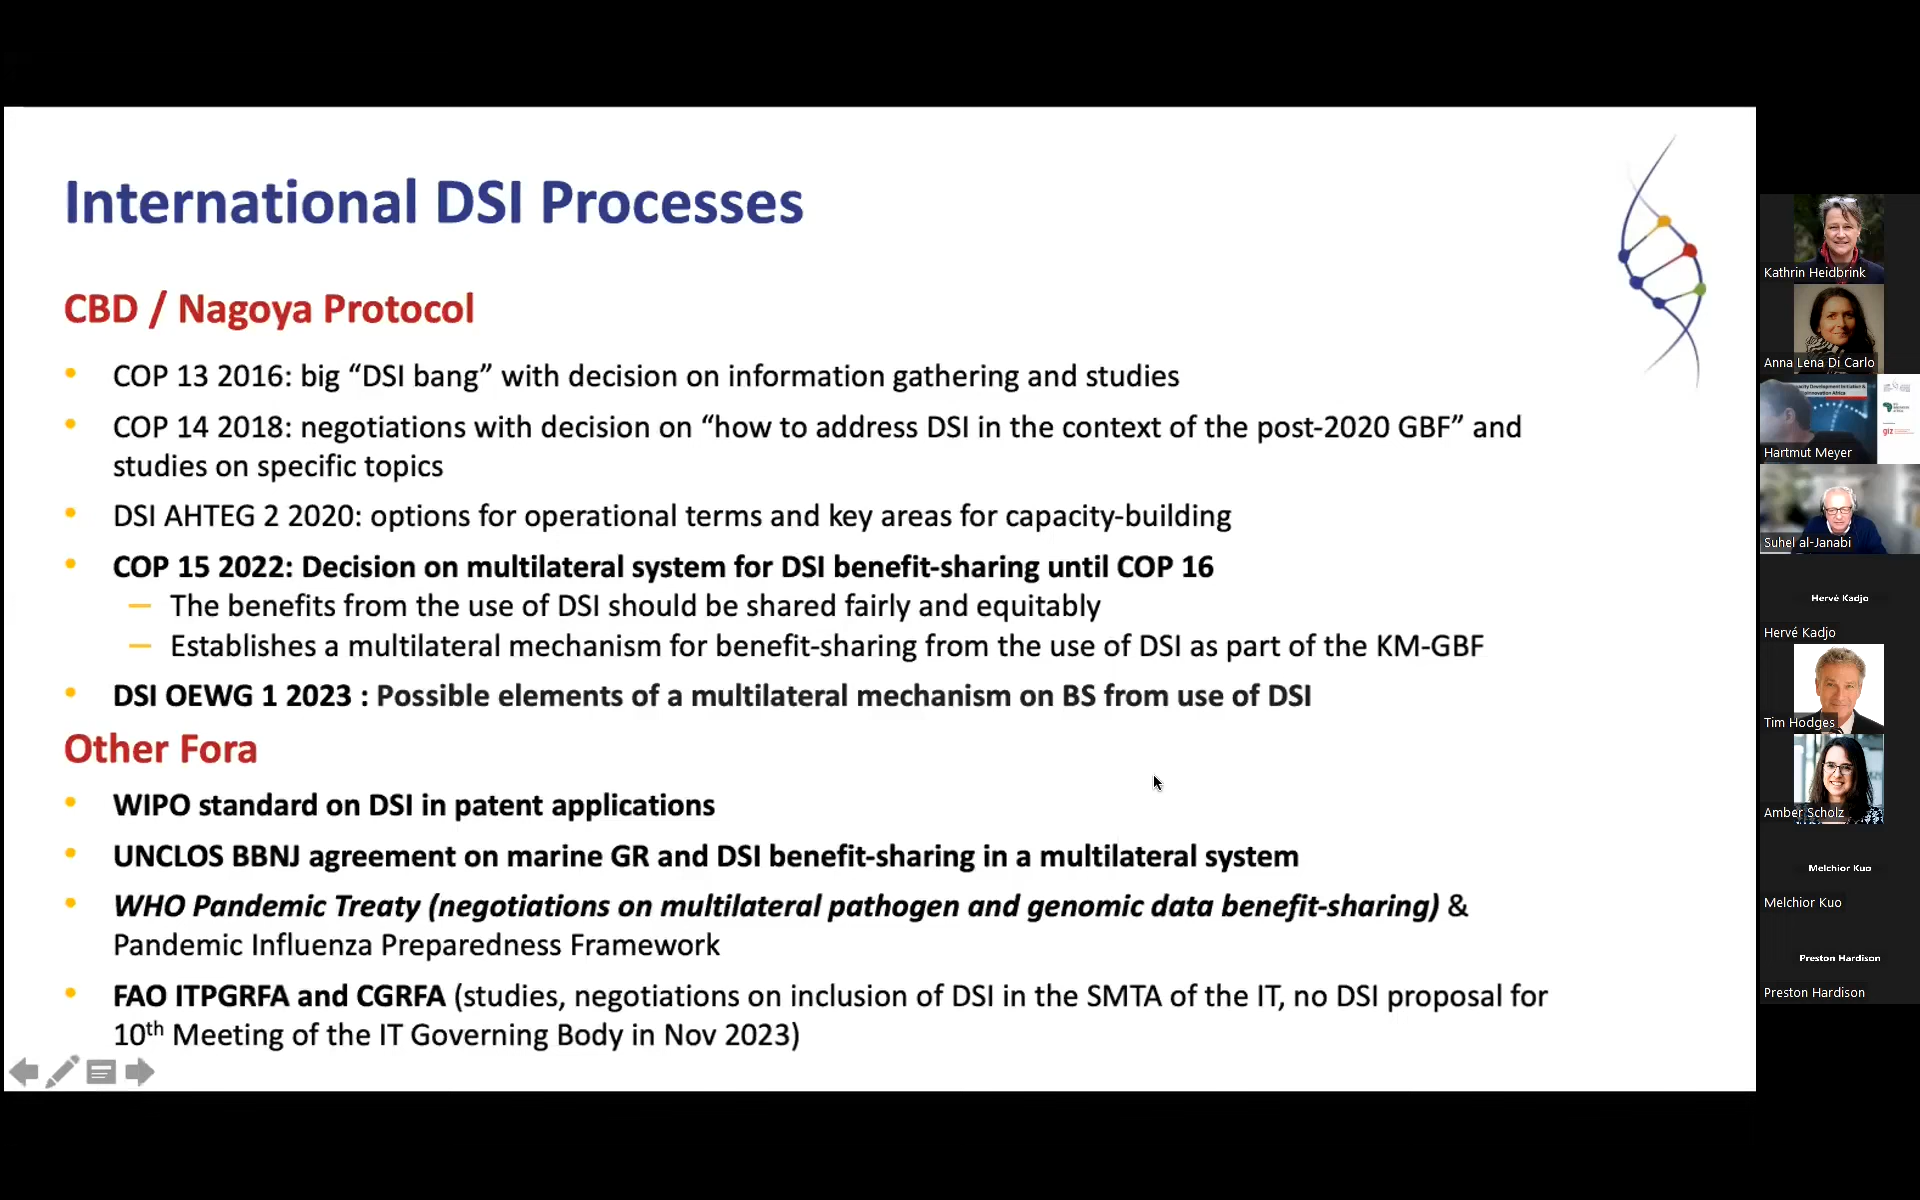 International DSI Processes
CBD / Nagoya Protocol
• COP 13 2016: big “DSI bang” with decision on information gathering and studies
• COP 14 2018: negotiations with decision on “how to address DSI in the context of the post-2020 GBF” and
studies on specific topics
• DSI AHTEG 2 2020: options for operational terms and key areas for capacity-building
• COP 15 2022: Decision on multilateral system for DSI benefit-sharing until COP 16
— The benefits from the use of DSI should be shared fairly and equitably
— Establishes a multilateral mechanism for benefit-sharing from the use of DSI as part of the KM-GBF
• DSI OEWG 1 2023 : Possible elements of a multilateral mechanism on BS from use of DSI
Other Fora
• WIPO standard on DSI in patent applications
• UNCLOS BBNJ agreement on marine GR and DSI benefit-sharing in a multilateral system
• WHO Pandemic Treaty (negotiations on multilateral pathogen and genomic data benefit-sharing) &
Pandemic Influenza Preparedness Framework
• FAO ITPGRFA and CGRFA (studies, negotiations on inclusion of DSI in the SMTA of the IT, no DSI proposal for
10th Meeting of the IT Governing Body in Nov 2023)
Kathrin Heidbrink
Anna Lena Di Carlo
Development Initiative &
giz
Hartmut Meyer
Suhel al-Janabi
Hervé Kadjo
Hervé Kadjo
Tim Hodges
Amber Scholz
Melchior Kuo
Melchior Kuo
Preston Hardison
Preston Hardison